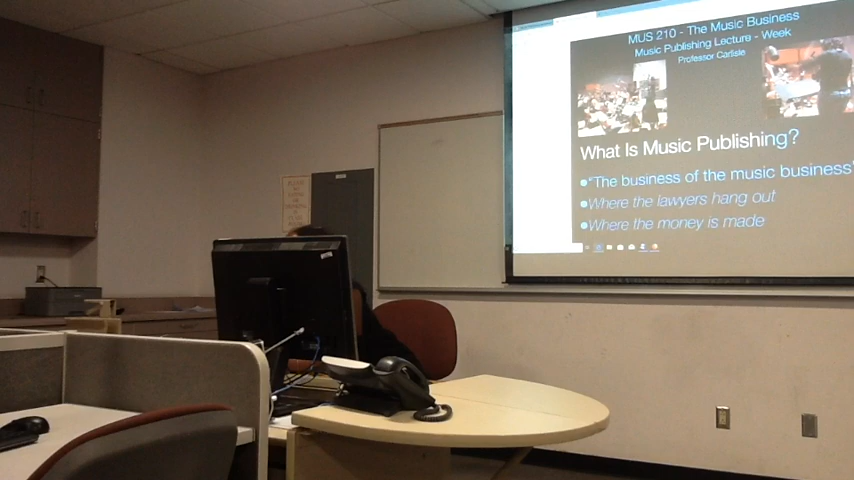 MUS 210 - The Music Business
Music Publishing Lecture - Week
Professor Carlisle
What Is Music Publishing?
"The business of the music business"
Where the lawyers hang out
Where the money is made